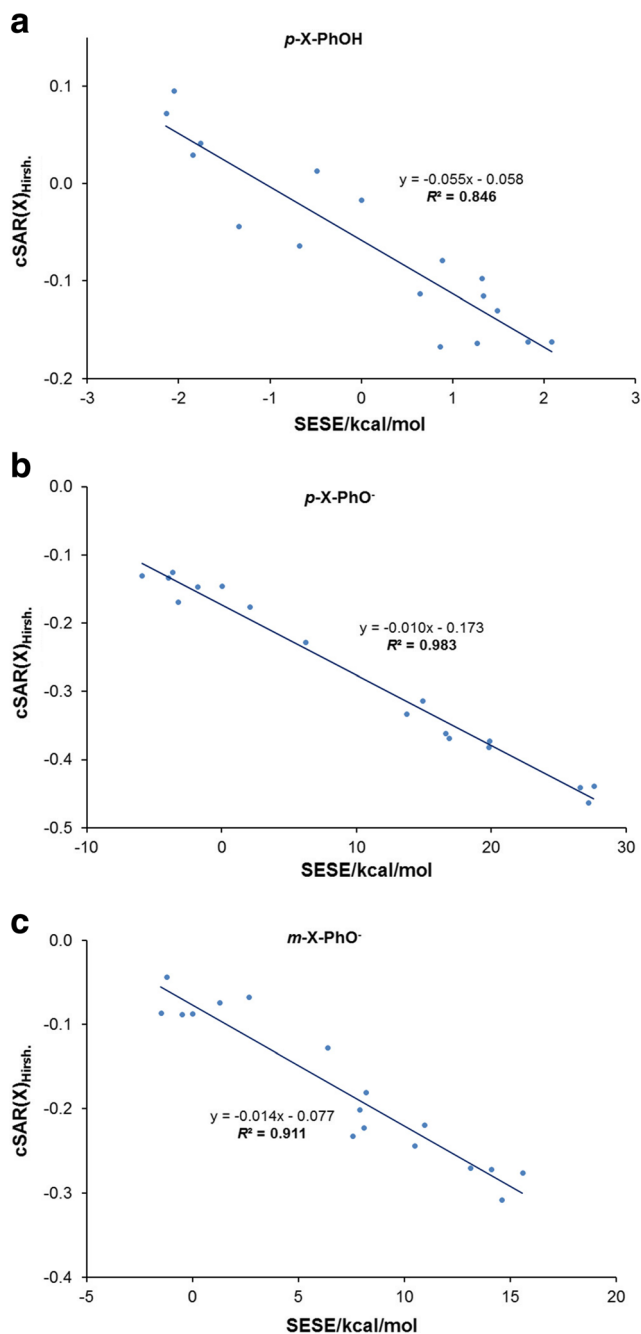 a
p-X-PhOH
0.1
0.0
-0.1
-0.2
cSAR(X)Hirsh.
y = -0.055x - 0.058
R² = 0.846
-3 -2 -1 0 1 2 3
SESE/kcal/mol
b
p-X-PhO-
0.0
-0.1
-0.2
-0.3
-0.4
-0.5
cSAR(X)Hirsh.
y = -0.010x - 0.173
R² = 0.983
-10 0 10 20 30
SESE/kcal/mol
c
m-X-PhO-
0.0
-0.1
-0.2
-0.3
-0.4
cSAR(X)Hirsh.
y = -0.014x - 0.077
R² = 0.911
-5 0 5 10 15 20
SESE/kcal/mol